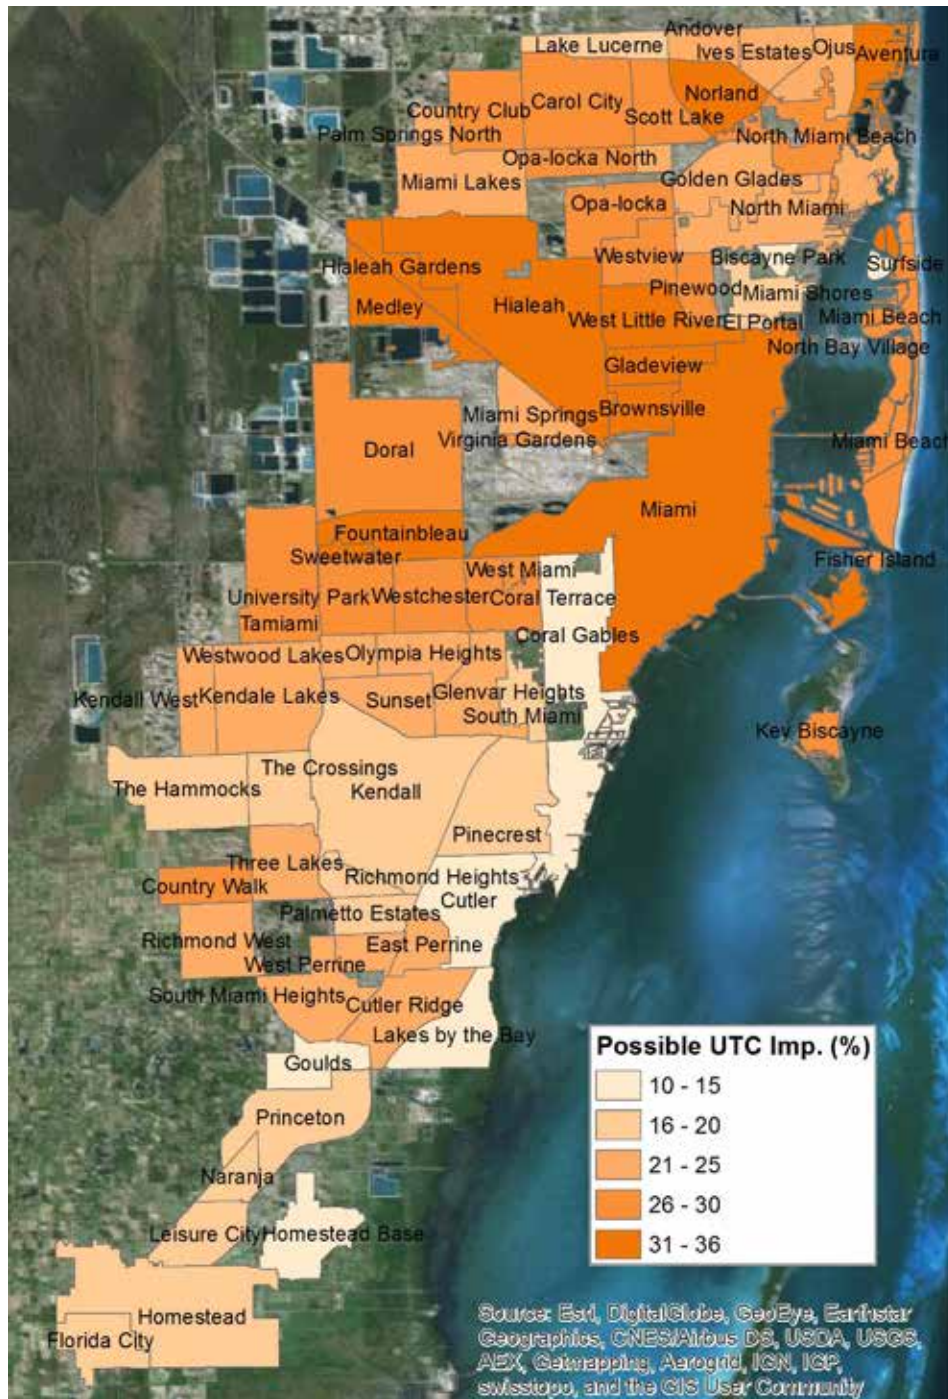 Andover
Lake Lucerne
Ives Estates
Ojus
Aventura
Norland
Carol City
Country Club
Scott Lake
Palm Springs North
North Miami Beach
Opa-locka North
Miami Lakes
Golden Glades
Opa-locka
North Miami
Westview
Biscayne Park
Surfside
Hialeah Gardens
Pinewood
Miami Shores
Medley
Hialeah
West Little River
El Portal
Miami Beach
North Bay Village
Gladeview
Miami Springs
Brownsville
Virginia Gardens
Miami Beach
Doral
Miami
Fountainbleau
Sweetwater
Fisher Island
West Miami
University Park
Westchester
Coral Terrace
Tamiami
Coral Gables
Westwood Lakes
Olympia Heights
Kendall West
Kendale Lakes
Sunset
Glenvar Heights
South Miami
Key Biscayne
The Crossings
The Hammocks
Kendall
Pinecrest
Three Lakes
Country Walk
Richmond Heights
Cutler
Palmetto Estates
Richmond West
East Perrine
West Perrine
South Miami Heights
Cutler Ridge
Lakes by the Bay
Goulds
Princeton
Naranja
Leisure City
Homestead Base
Homestead
Florida City
Possible UTC Imp. (%)
10 - 15
16 - 20
21 - 25
26 - 30
31 - 36
Source: Esri, DigitalGlobe, GeoEye, Earthstar
Geographics, CNES/Airbus DS, USDA, USGS,
AEX, Getmapping, Aerogrid, IGN, IGP,
swisstopo, and the GIS User Community